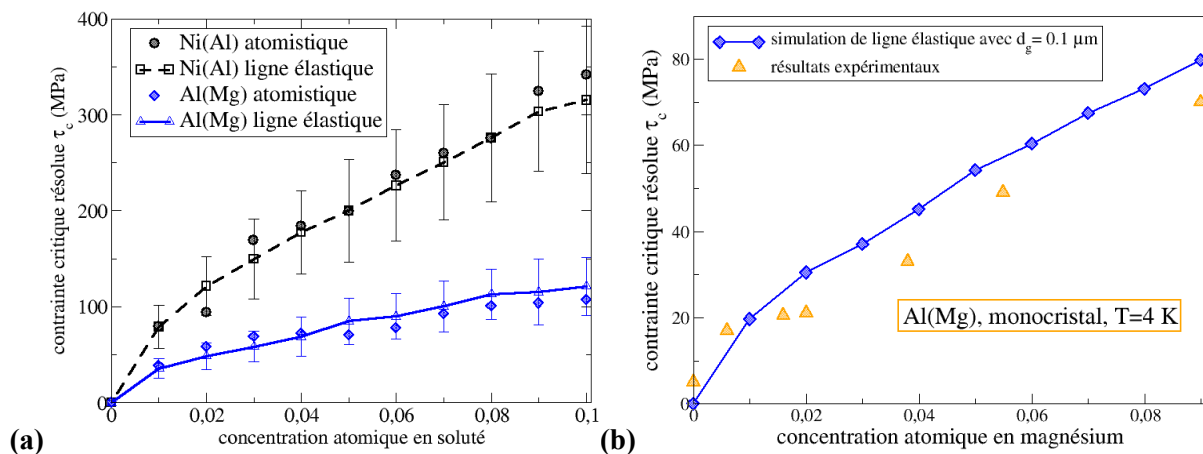 400
300
200
100
0
contrainte critique résolue τc (MPa)
Ni(Al) atomistique
Ni(Al) ligne élastique
Al(Mg) atomistique
Al(Mg) ligne élastique
0
0,02
0,04
0,06
0,08
0,1
concentration atomique en soluté
(a)
80
60
40
20
0
contrainte critique résolue τc (MPa)
simulation de ligne élastique avec dg = 0.1 μm
résultats expérimentaux
Al(Mg), monocristal, T=4 K
0
0,02
0,04
0,06
0,08
concentration atomique en magnésium
(b)